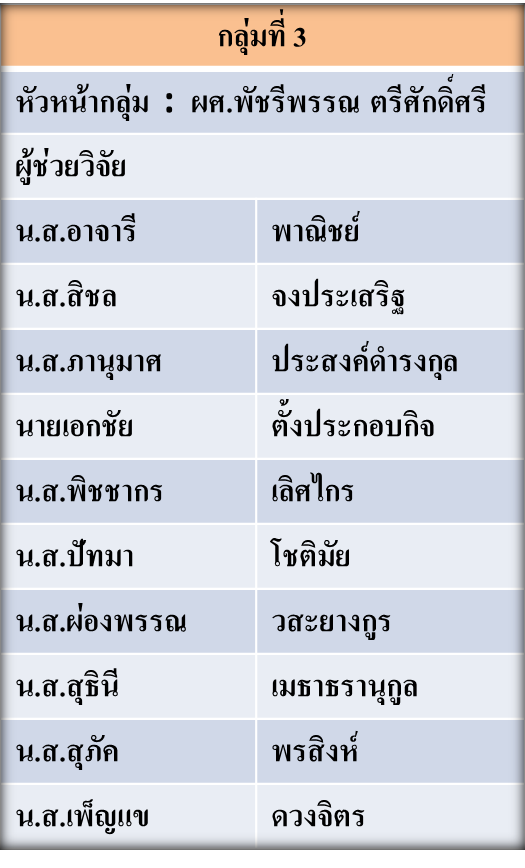 กลุ่มที่ 3
หัวหน้ากลุ่ม : ผศ.พัชรีพรรณ ตรีศักดิ์ศรี
ผู้ช่วยวิจัย
น.ส.อาจารี พาณิชย์
น.ส.สิชล จงประเสริฐ
น.ส.ภานุมาศ ประสงค์ดำรงกุล
นายเอกชัย ตั้งประกอบกิจ
น.ส.พิชชากร เลิศไกร
น.ส.ปัทมา โชติมัย
น.ส.ผ่องพรรณ วสะยางกูร
น.ส.สุธินี เมธาธรานุกูล
น.ส.สุภัค พรสิงห์
น.ส.เพ็ญแข ดวงจิตร